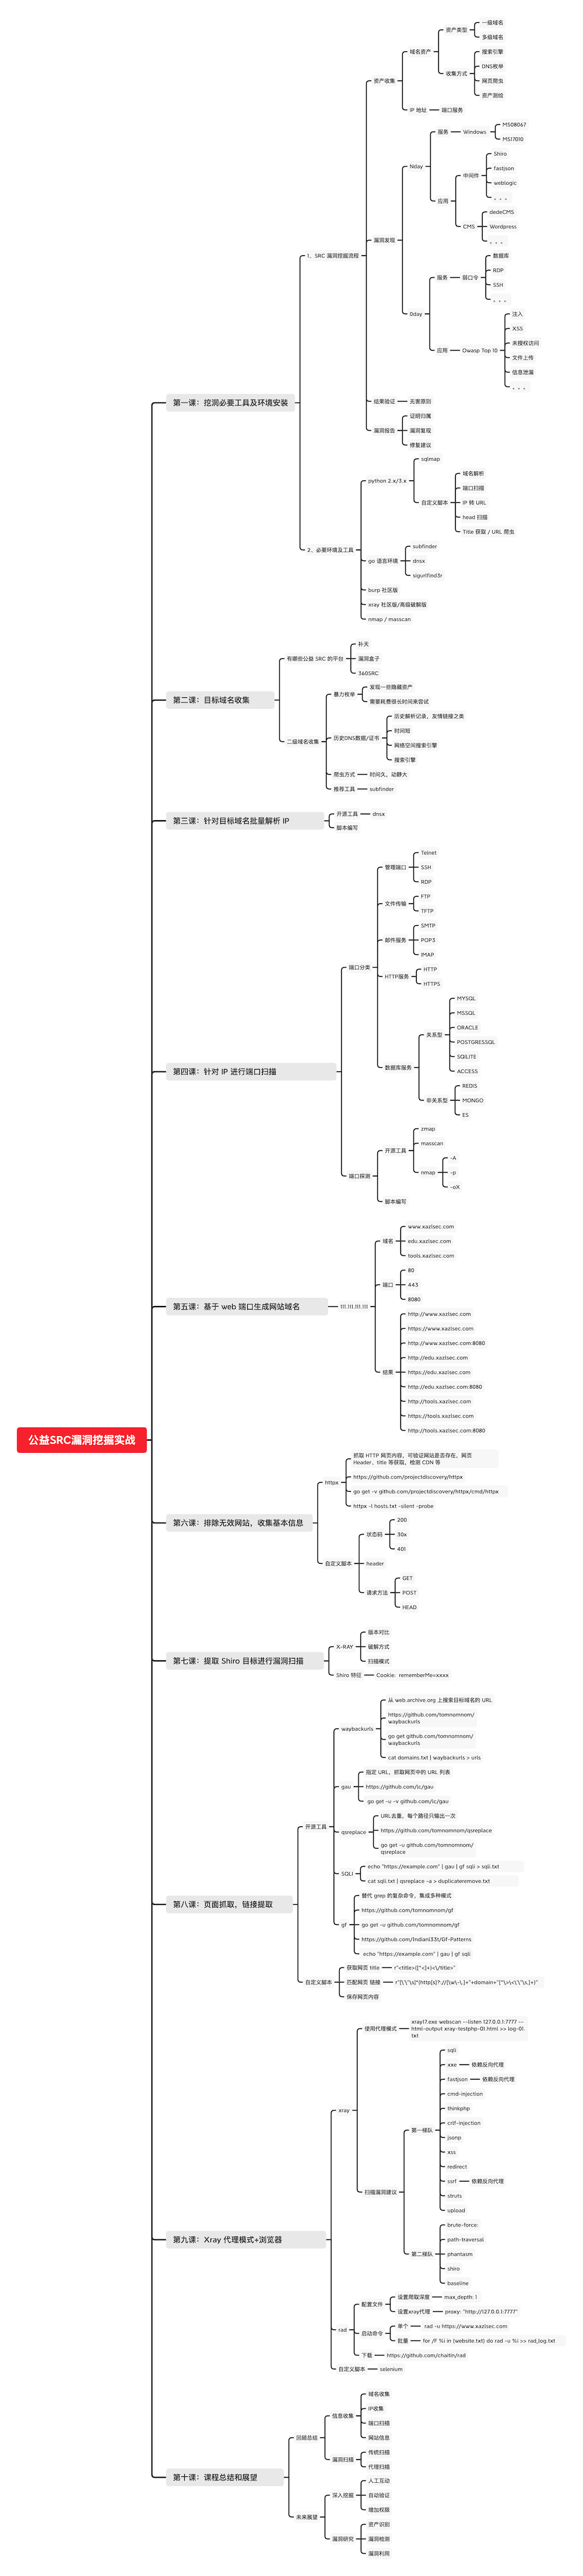 公益SRC漏洞挖掘实战
第一课：挖洞必要工具及环境安装
1、SRC 漏洞挖掘流程
资产收集
域名资产
资产类型
一级域名
多级域名
收集方式
搜索引擎
DNS枚举
网页爬虫
资产测绘
IP 地址
端口服务
漏洞发现
Nday
服务
Windows
MS08067
MS17010
应用
中间件
Shiro
fastjson
weblogic
。。。
CMS
dedeCMS
Wordpress
。。。
0day
服务
弱口令
数据库
RDP
SSH
。。。
应用
Owasp Top 10
注入
XSS
未授权访问
文件上传
信息泄漏
。。。
结果验证
无害原则
漏洞报告
证明归属
漏洞复现
修复建议
2、必要环境及工具
python 2.x/3.x
sqlmap
自定义脚本
域名解析
端口扫描
IP 转 URL
head 扫描
Title 获取 / URL 爬虫
go 语言环境
subfinder
dnsx
sigurlfind3r
burp 社区版
xray 社区版/高级破解版
nmap / masscan
第二课：目标域名收集
有哪些公益 SRC 的平台
补天
漏洞盒子
360SRC
二级域名收集
暴力枚举
发现一些隐藏资产
需要耗费很长时间来尝试
历史DNS数据/证书
历史解析记录，友情链接之类
时间短
网络空间搜索引擎
搜索引擎
爬虫方式
时间久，动静大
推荐工具
subfinder
第三课：针对目标域名批量解析 IP
开源工具
dnsx
脚本编写
第四课：针对 IP 进行端口扫描
端口分类
管理端口
Telnet
SSH
RDP
文件传输
FTP
TFTP
邮件服务
SMTP
POP3
IMAP
HTTP服务
HTTP
HTTPS
数据库服务
关系型
MYSQL
MSSQL
ORACLE
POSTGRESSQL
SQILITE
ACCESS
非关系型
REDIS
MONGO
ES
端口探测
开源工具
zmap
masscan
nmap
-A
-p
-oX
脚本编写
第五课：基于 web 端口生成网站域名
111.111.111.111
域名
www.xazlsec.com
edu.xazlsec.com
tools.xazlsec.com
端口
80
443
8080
结果
http://www.xazlsec.com
https://www.xazlsec.com
http://www.xazlsec.com:8080
http://edu.xazlsec.com
https://edu.xazlsec.com
http://edu.xazlsec.com:8080
http://tools.xazlsec.com
https://tools.xazlsec.com
http://tools.xazlsec.com:8080
第六课：排除无效网站，收集基本信息
httpx
抓取 HTTP 网页内容，可验证网站是否存在，网页
Header、title 等获取，检测 CDN 等
https://github.com/projectdiscovery/httpx
go get -v github.com/projectdiscovery/httpx/cmd/httpx
httpx -l hosts.txt -silent -probe
自定义脚本
状态码
200
30x
401
header
请求方法
GET
POST
HEAD
第七课：提取 Shiro 目标进行漏洞扫描
X-RAY
版本对比
破解方式
扫描模式
Shiro 特征
Cookie: rememberMe=xxxx
第八课：页面抓取，链接提取
开源工具
waybackurls
从 web.archive.org 上搜索目标域名的 URL
https://github.com/tomnomnom/
waybackurls
go get github.com/tomnomnom/
waybackurls
cat domains.txt | waybackurls > urls
gau
指定 URL，抓取网页中的 URL 列表
https://github.com/lc/gau
go get -u -v github.com/lc/gau
qsreplace
URL去重，每个路径只输出一次
https://github.com/tomnomnom/qsreplace
go get -u github.com/tomnomnom/
qsreplace
SQLI
echo "https://example.com" | gau | gf sqli > sqli.txt
cat sqli.txt | qsreplace -a > duplicateremove.txt
gf
替代 grep 的复杂命令，集成多种模式
https://github.com/tomnomnom/gf
go get -u github.com/tomnomnom/gf
https://github.com/1ndianl33t/Gf-Patterns
echo "https://example.com" | gau | gf sqli
自定义脚本
获取网页 title
r"<title>([^<]+)<\/title>"
匹配网页 链接
保存网页内容
第九课：Xray 代理模式+浏览器
xray
使用代理模式
xray17.exe webscan --listen 127.0.0.1:7777 --
html-output xray-testphp-01.html >> log-01.
txt
扫描漏洞建议
第一梯队
sqli
xxe
依赖反向代理
fastjson
依赖反向代理
cmd-injection
thinkphp
crlf-injection
jsonp
xss
redirect
ssrf
依赖反向代理
struts
upload
第二梯队
brute-force:
path-traversal
phantasm
shiro
baseline
rad
配置文件
设置爬取深度
max_depth: 1
设置xray代理
proxy: "http://127.0.0.1:7777"
启动命令
单个
rad -u https://www.xazlsec.com
批量
for /F %i in (website.txt) do rad -u %i >> rad_log.txt
下载
https://github.com/chaitin/rad
自定义脚本
selenium
第十课：课程总结和展望
回顾总结
信息收集
域名收集
IP收集
端口扫描
网站信息
漏洞扫描
传统扫描
代理扫描
未来展望
深入挖掘
人工互动
自动验证
增加权限
漏洞研究
资产识别
漏洞检测
漏洞利用